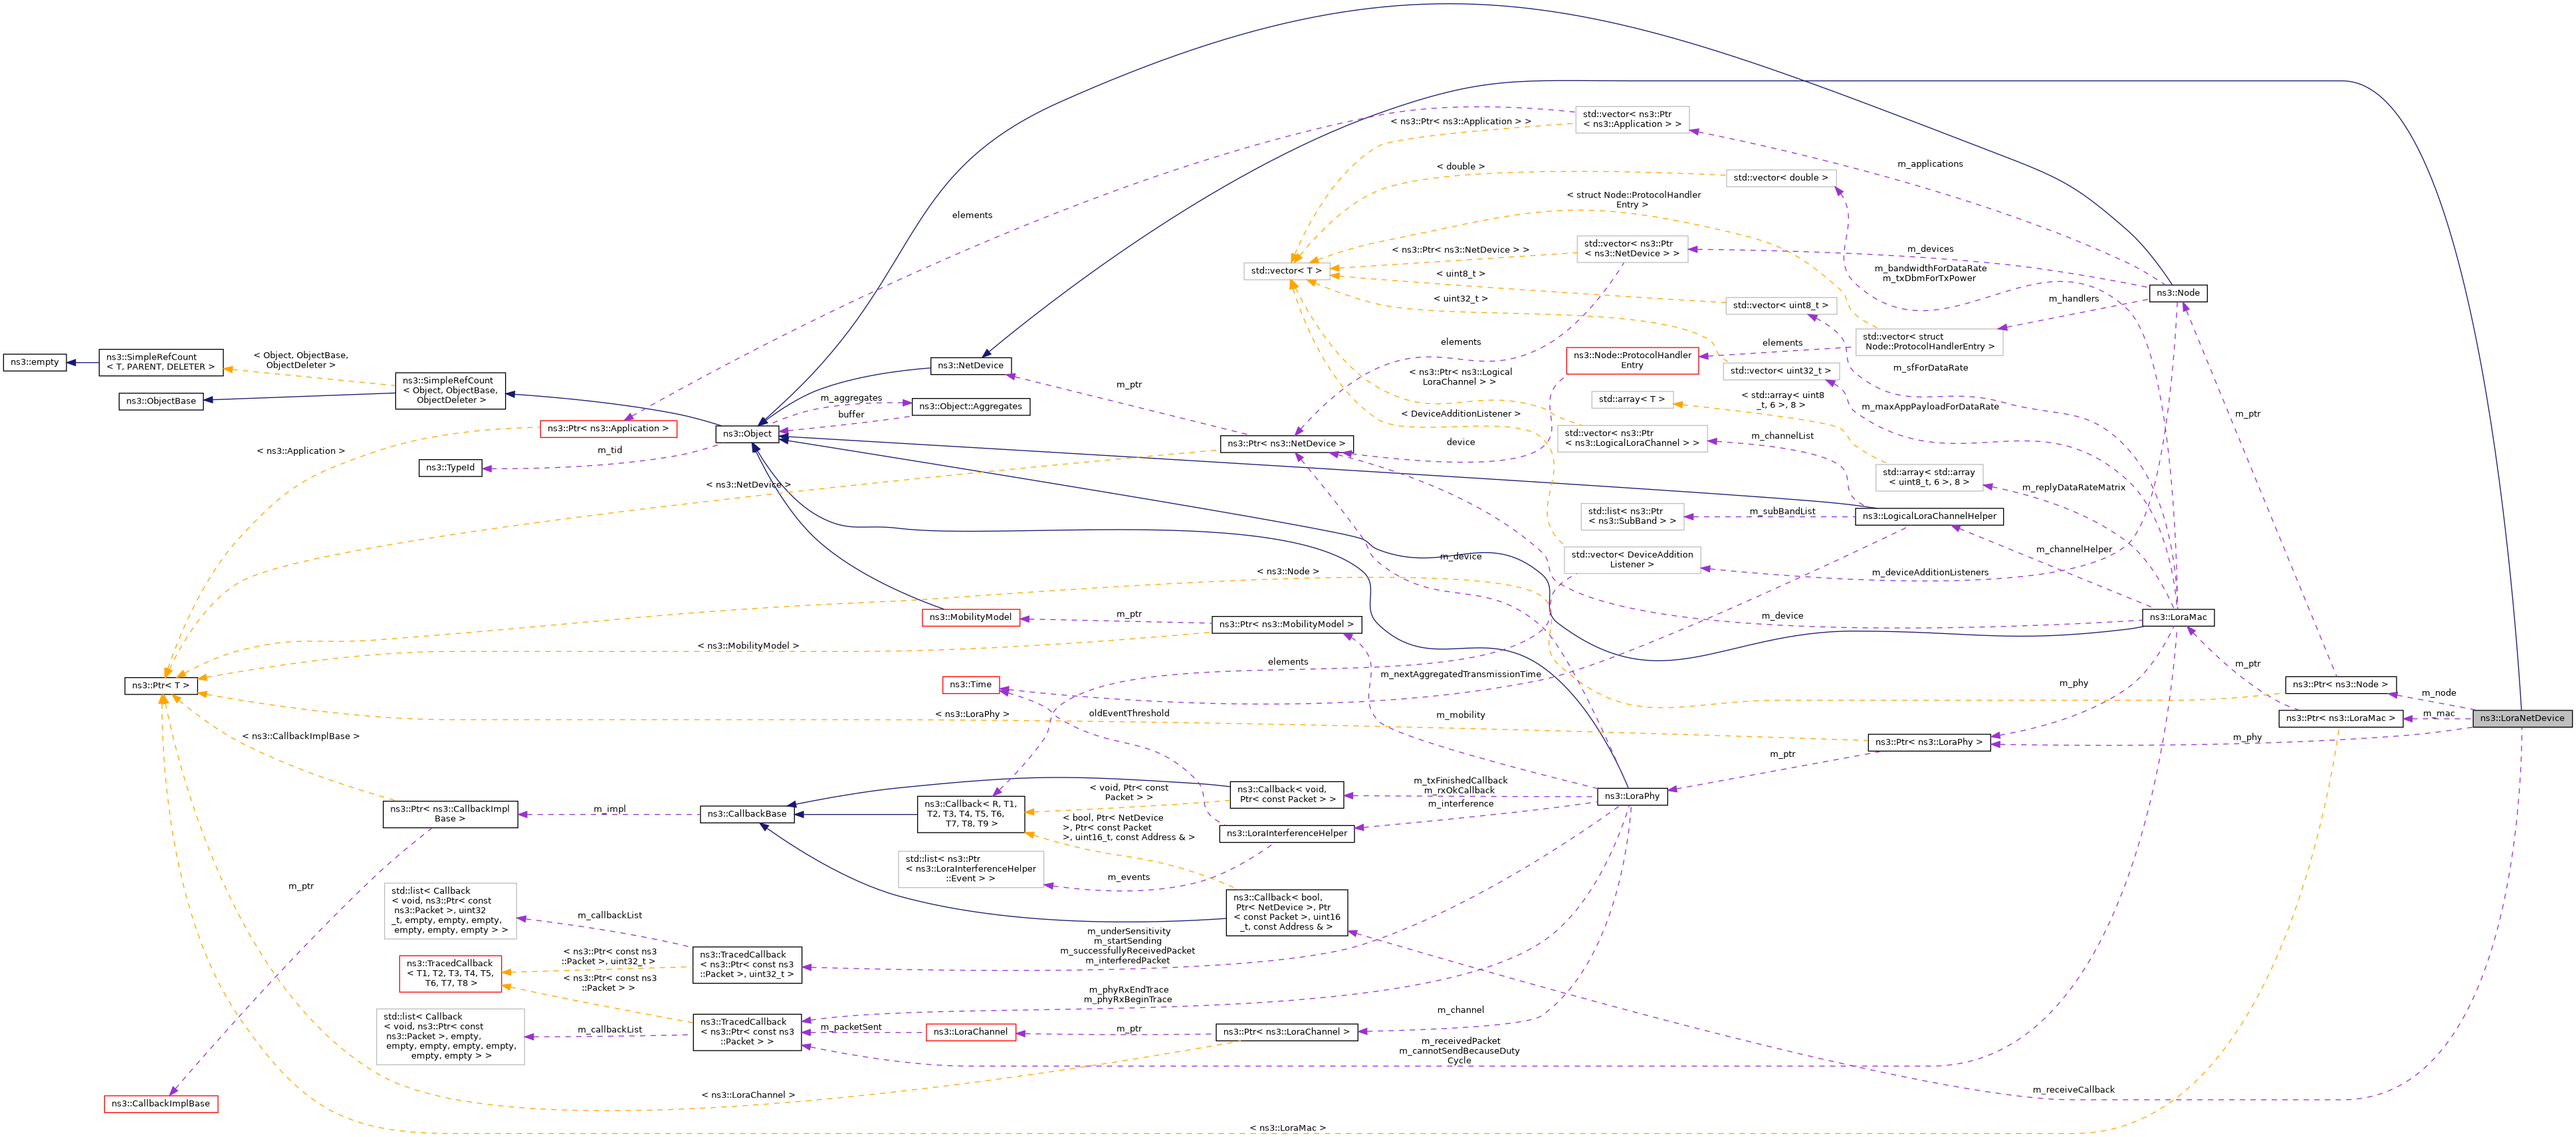 ns3::empty
ns3::SimpleRefCount
< T, PARENT, DELETER >
ns3::ObjectBase
< Object, ObjectBase,
ObjectDeleter >
ns3::SimpleRefCount
< Object, ObjectBase,
ObjectDeleter >
ns3::TypeId
m_tid
ns3::Ptr< ns3::Application >
< ns3::Application >
ns3::Object
m_aggregates
buffer
ns3::Object::Aggregates
ns3::NetDevice
elements
m_ptr
< ns3::NetDevice >
ns3::Ptr< ns3::NetDevice >
std::vector< T >
< ns3::Ptr< ns3::Application > >
std::vector< ns3::Ptr
< ns3::Application > >
< double >
std::vector< double >
< struct Node::ProtocolHandler
Entry >
< ns3::Ptr< ns3::NetDevice > >
std::vector< ns3::Ptr
< ns3::NetDevice > >
< uint8_t >
std::vector< uint8_t >
< uint32_t >
std::vector< uint32_t >
elements
ns3::Node::ProtocolHandler
Entry
elements
std::vector< struct
Node::ProtocolHandlerEntry >
< ns3::Ptr< ns3::Logical
LoraChannel > >
< DeviceAdditionListener >
device
std::array< T >
< std::array< uint8
_t, 6 >, 8 >
std::vector< ns3::Ptr
< ns3::LogicalLoraChannel > >
m_channelList
std::array< std::array
< uint8_t, 6 >, 8 >
std::list< ns3::Ptr
< ns3::SubBand > >
m_subBandList
ns3::LogicalLoraChannelHelper
std::vector< DeviceAddition
Listener >
m_applications
m_devices
m_bandwidthForDataRate
m_txDbmForTxPower
m_handlers
m_sfForDataRate
m_maxAppPayloadForDataRate
m_replyDataRateMatrix
m_channelHelper
m_deviceAdditionListeners
ns3::Node
m_ptr
ns3::LoraMac
m_ptr
m_device
m_device
< ns3::Node >
ns3::MobilityModel
m_ptr
ns3::Ptr< ns3::MobilityModel >
< ns3::MobilityModel >
ns3::Ptr< T >
elements
ns3::Time
m_nextAggregatedTransmissionTime
oldEventThreshold
< ns3::LoraPhy >
m_mobility
m_phy
ns3::Ptr< ns3::LoraPhy >
ns3::Ptr< ns3::Node >
m_node
ns3::Ptr< ns3::LoraMac >
m_mac
ns3::LoraNetDevice
m_phy
m_ptr
< ns3::CallbackImplBase >
ns3::Ptr< ns3::CallbackImpl
Base >
m_impl
ns3::CallbackBase
ns3::Callback< R, T1,
T2, T3, T4, T5, T6,
T7, T8, T9 >
< void, Ptr< const
Packet > >
ns3::Callback< void,
Ptr< const Packet > >
m_txFinishedCallback
m_rxOkCallback
m_interference
ns3::LoraPhy
< bool, Ptr< NetDevice
>, Ptr< const Packet
>, uint16_t, const Address & >
ns3::LoraInterferenceHelper
std::list< ns3::Ptr
< ns3::LoraInterferenceHelper
::Event > >
m_events
ns3::Callback< bool,
Ptr< NetDevice >, Ptr
< const Packet >, uint16
_t, const Address & >
m_ptr
std::list< Callback
< void, ns3::Ptr< const
ns3::Packet >, uint32
_t, empty, empty, empty,
empty, empty, empty > >
m_callbackList
ns3::TracedCallback
< T1, T2, T3, T4, T5,
T6, T7, T8 >
< ns3::Ptr< const ns3
::Packet >, uint32_t >
< ns3::Ptr< const ns3
::Packet > >
ns3::TracedCallback
< ns3::Ptr< const ns3
::Packet >, uint32_t >
m_underSensitivity
m_startSending
m_successfullyReceivedPacket
m_interferedPacket
m_phyRxEndTrace
m_phyRxBeginTrace
std::list< Callback
< void, ns3::Ptr< const
ns3::Packet >, empty,
empty, empty, empty, empty,
empty, empty > >
m_callbackList
ns3::TracedCallback
< ns3::Ptr< const ns3
::Packet > >
m_packetSent
ns3::LoraChannel
m_ptr
ns3::Ptr< ns3::LoraChannel >
m_channel
m_receivedPacket
m_cannotSendBecauseDuty
Cycle
m_receiveCallback
ns3::CallbackImplBase
< ns3::LoraChannel >
< ns3::LoraMac >